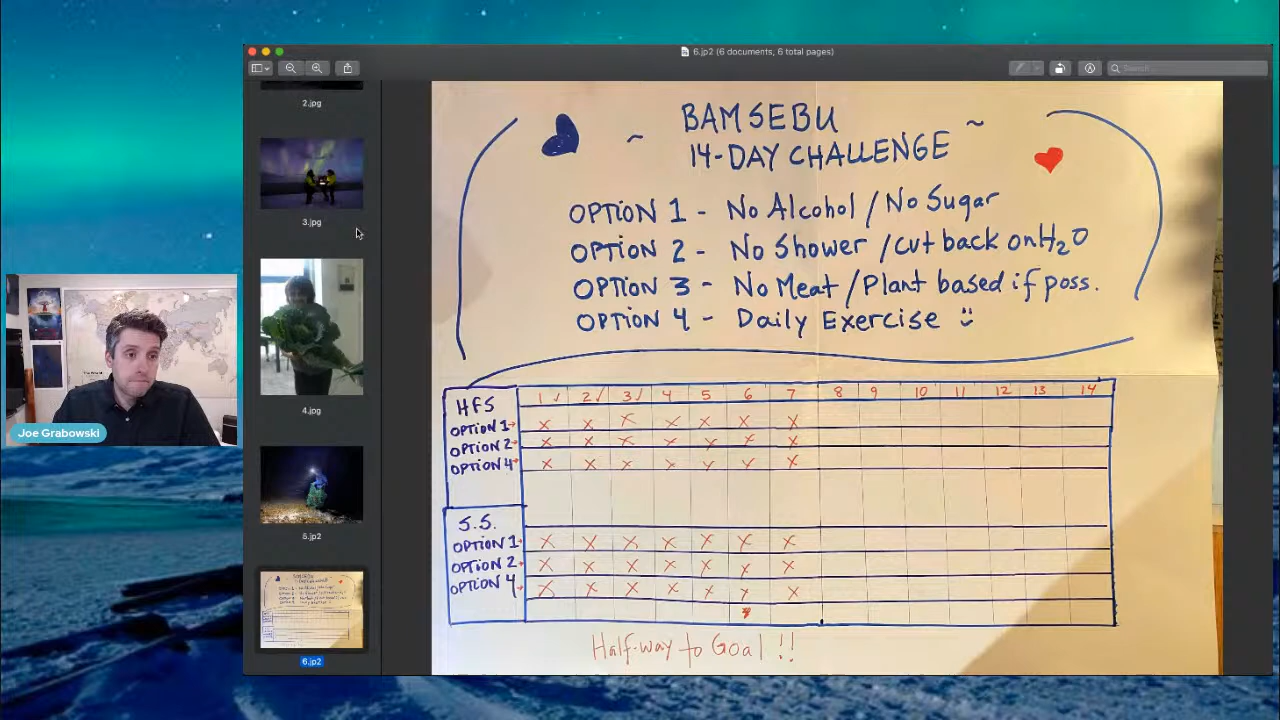 6.jp2 (6 documents, 6 total pages)
Search
2.jpg
3.jpg
4.jpg
5.jp2
6.jp2
Joe Grabowski
~ BAMSEBU ~
14-DAY CHALLENGE
OPTION 1 - No Alcohol / No Sugar
OPTION 2 - No Shower / cut back on H2O
OPTION 3 - No Meat / Plant based if poss.
OPTION 4 - Daily Exercise
HFS 1 ✓ 2 ✓ 3 ✓ 4 5 6 7 8 9 10 11 12 13 14
OPTION 1 X X X X X X X
OPTION 2 X X X X X X X
OPTION 4 X X X X X X X
S.S.
OPTION 1 X X X X X X X
OPTION 2 X X X X X X X
OPTION 4 X X X X X X X
Half-way to Goal !!